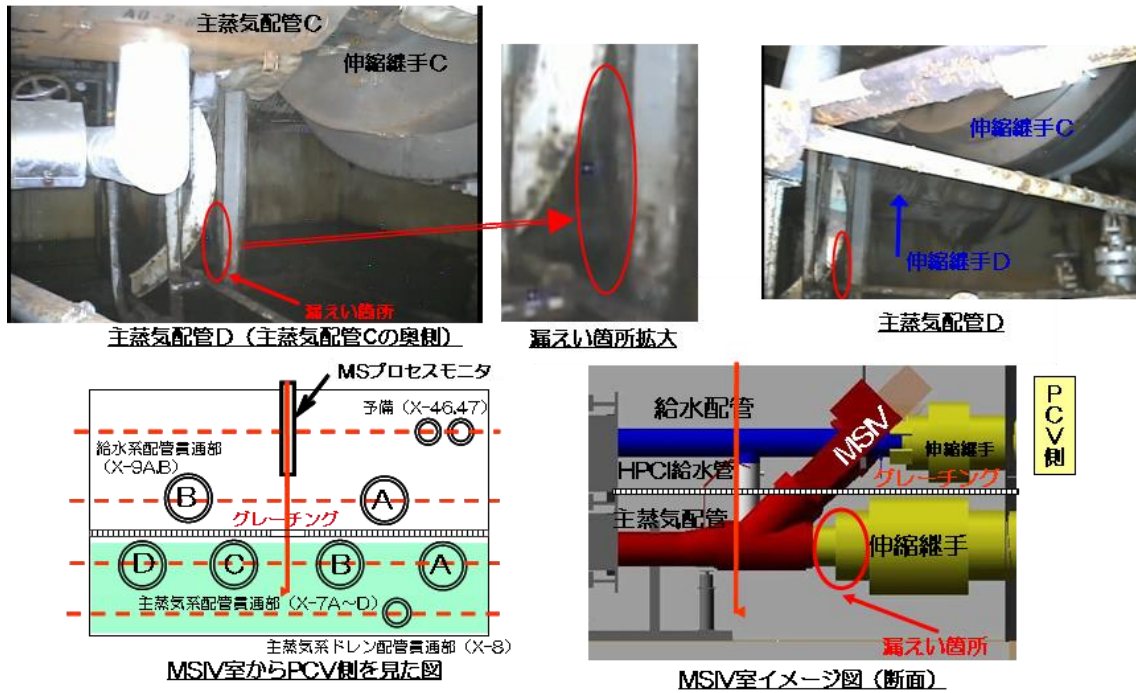 主蒸気配管C
伸縮継手C
漏えい箇所
主蒸気配管D（主蒸気配管Cの奥側）
漏えい箇所拡大
伸縮継手C
伸縮継手D
主蒸気配管D
MSプロセスモニタ
予備（X-46,47）
給水系配管貫通部
（X-9A,B）
B
A
グレーチング
D
C
B
A
主蒸気系配管貫通部（X-7A～D）
主蒸気系ドレン配管貫通部（X-8）
MSIV室からPCV側を見た図
給水配管
MSIV
伸縮継手
HPCI給水管
グレーチング
主蒸気配管
伸縮継手
漏えい箇所
MSIV室イメージ図（断面）
PCV側